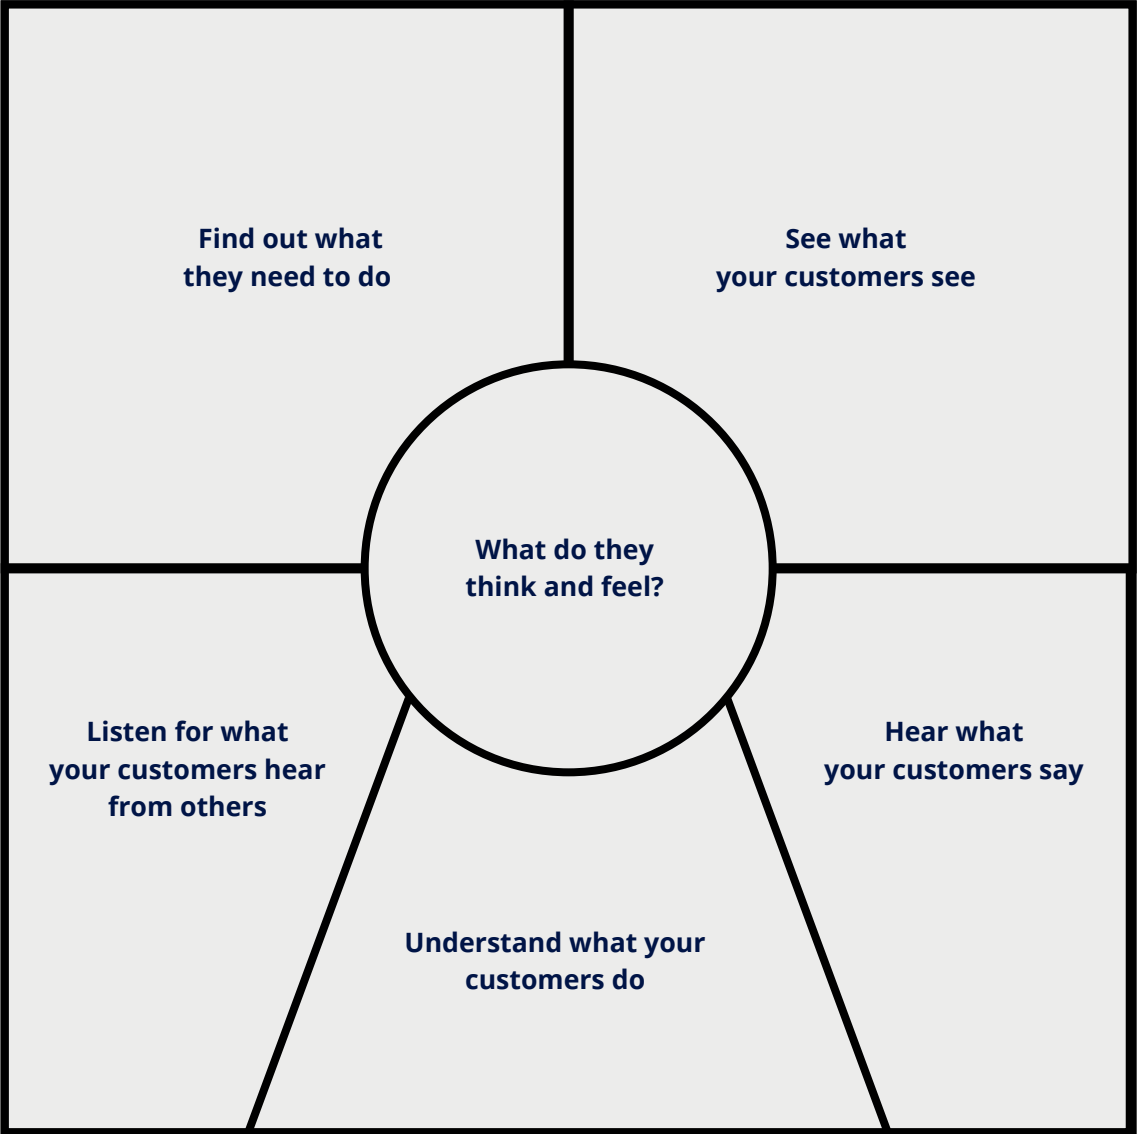 Find out what
they need to do
See what
your customers see
What do they
think and feel?
Listen for what
your customers hear
from others
Hear what
your customers say
Understand what your
customers do